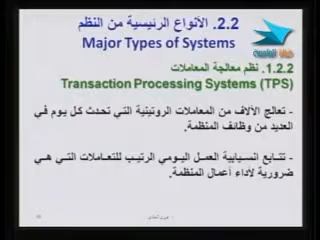 2.2. الأنواع الرئيسية من النظم
Major Types of Systems
1.2.2. نظم معالجة المعاملات
Transaction Processing Systems (TPS)
- تعالج الآلاف من المعاملات الروتينية التي تحدث كل يوم في
العديد من وظائف المنظمة.
- تتابع انسيابية العمل اليومي الرتيب للتعاملات التي هي
ضرورية لأداء أعمال المنظمة.